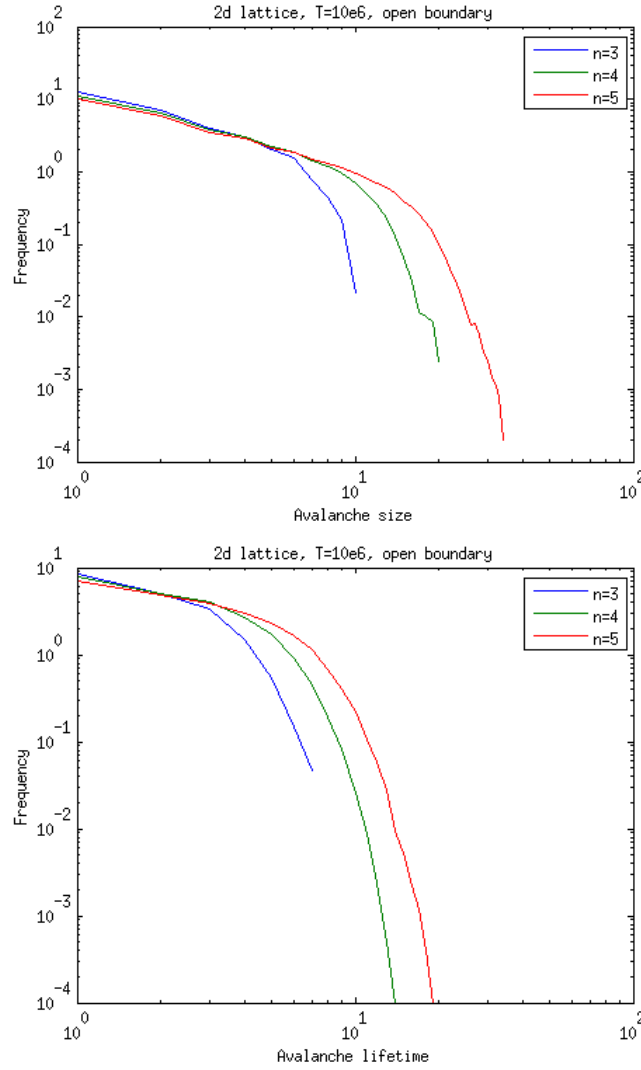 2d lattice, T=10e6, open boundary
10^2
10^1
10^0
10^-1
10^-2
10^-3
10^-4
Frequency
n=3
n=4
n=5
10^0
10^1
10^2
Avalanche size
2d lattice, T=10e6, open boundary
10^1
10^0
10^-1
10^-2
10^-3
10^-4
Frequency
n=3
n=4
n=5
10^0
10^1
10^2
Avalanche lifetime